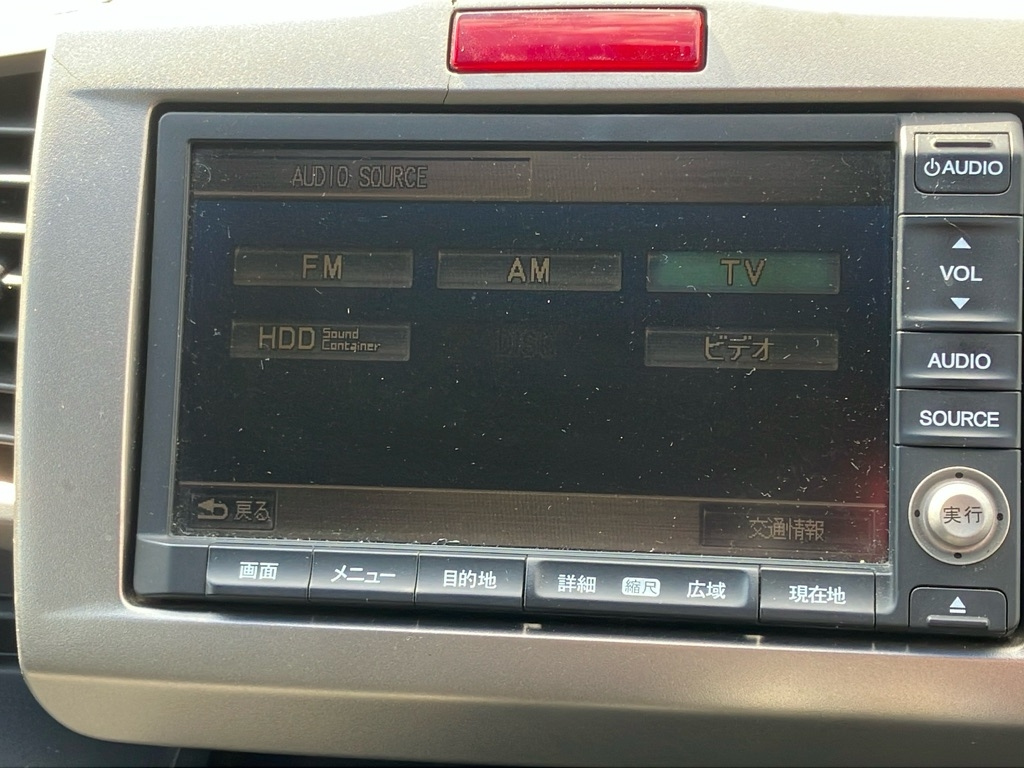 AUDIO SOURCE
FM AM TV
HDD Sound Container DISC ビデオ
戻る 交通情報
画面 メニュー 目的地 詳細 縮尺 広域 現在地
AUDIO
VOL
AUDIO
SOURCE
実行